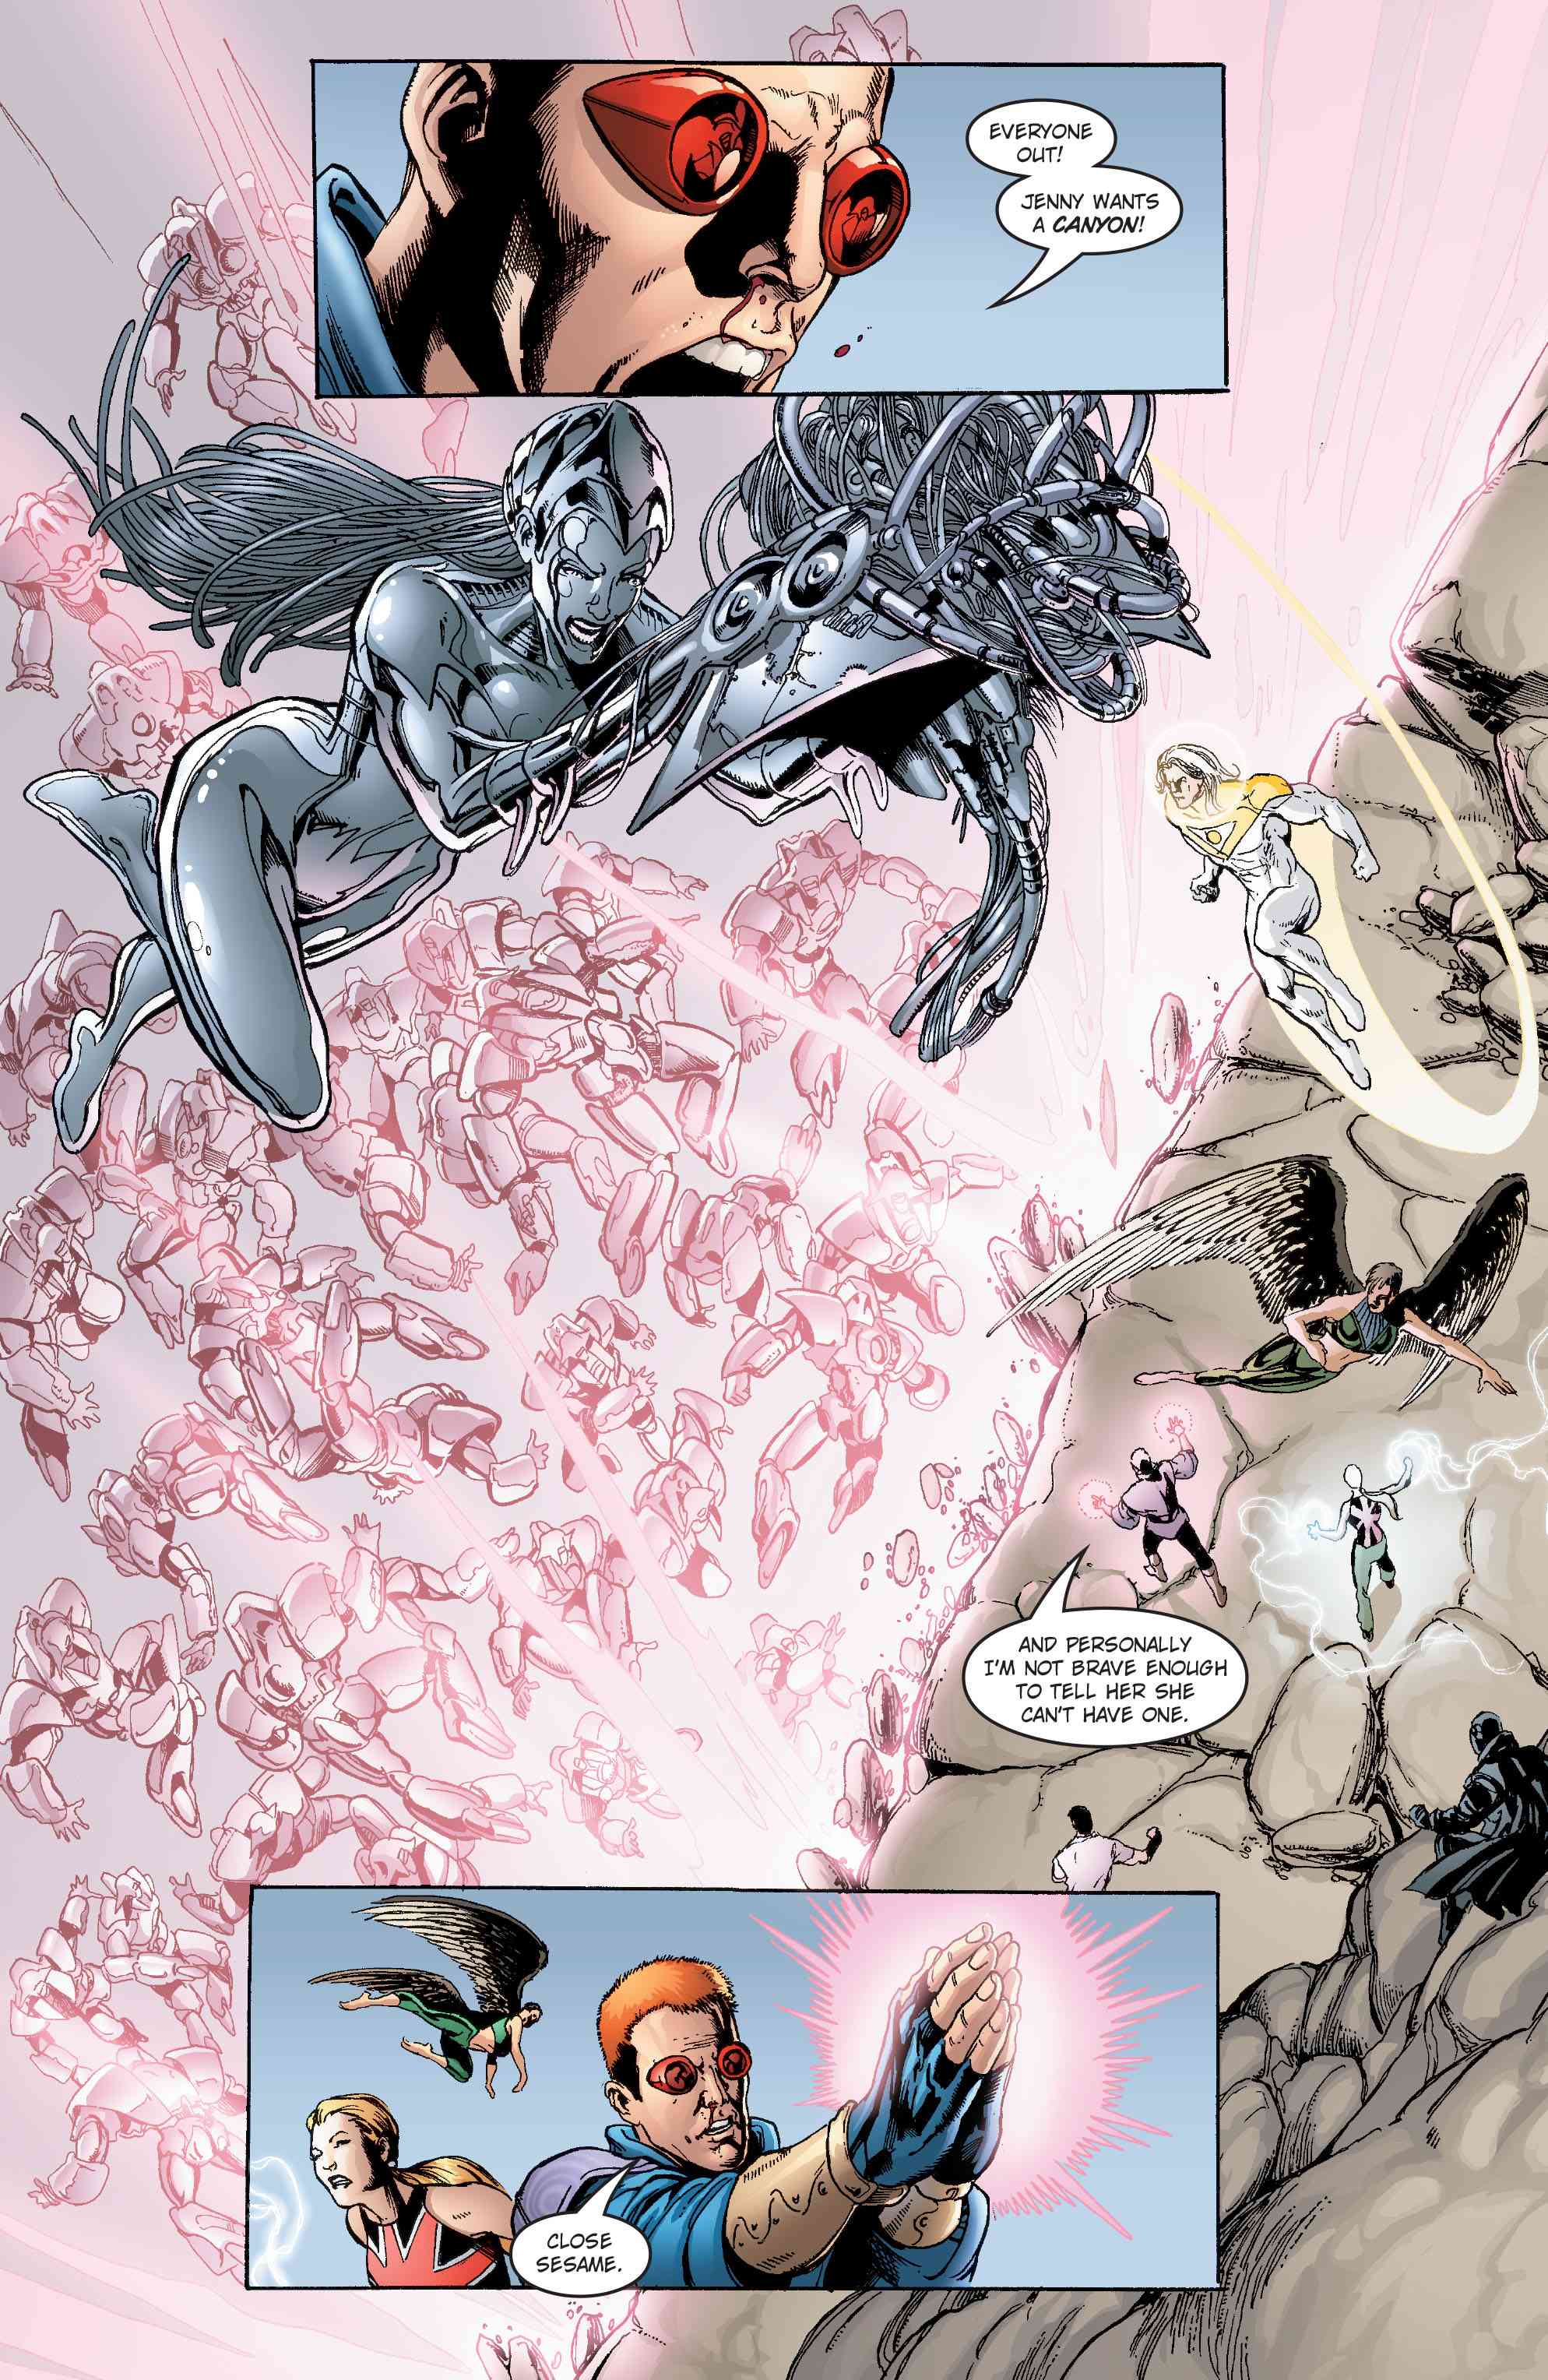 EVERYONE
OUT!
JENNY WANTS
A CANYON!
AND PERSONALLY
I'M NOT BRAVE ENOUGH
TO TELL HER SHE
CAN'T HAVE ONE.
CLOSE
SESAME.